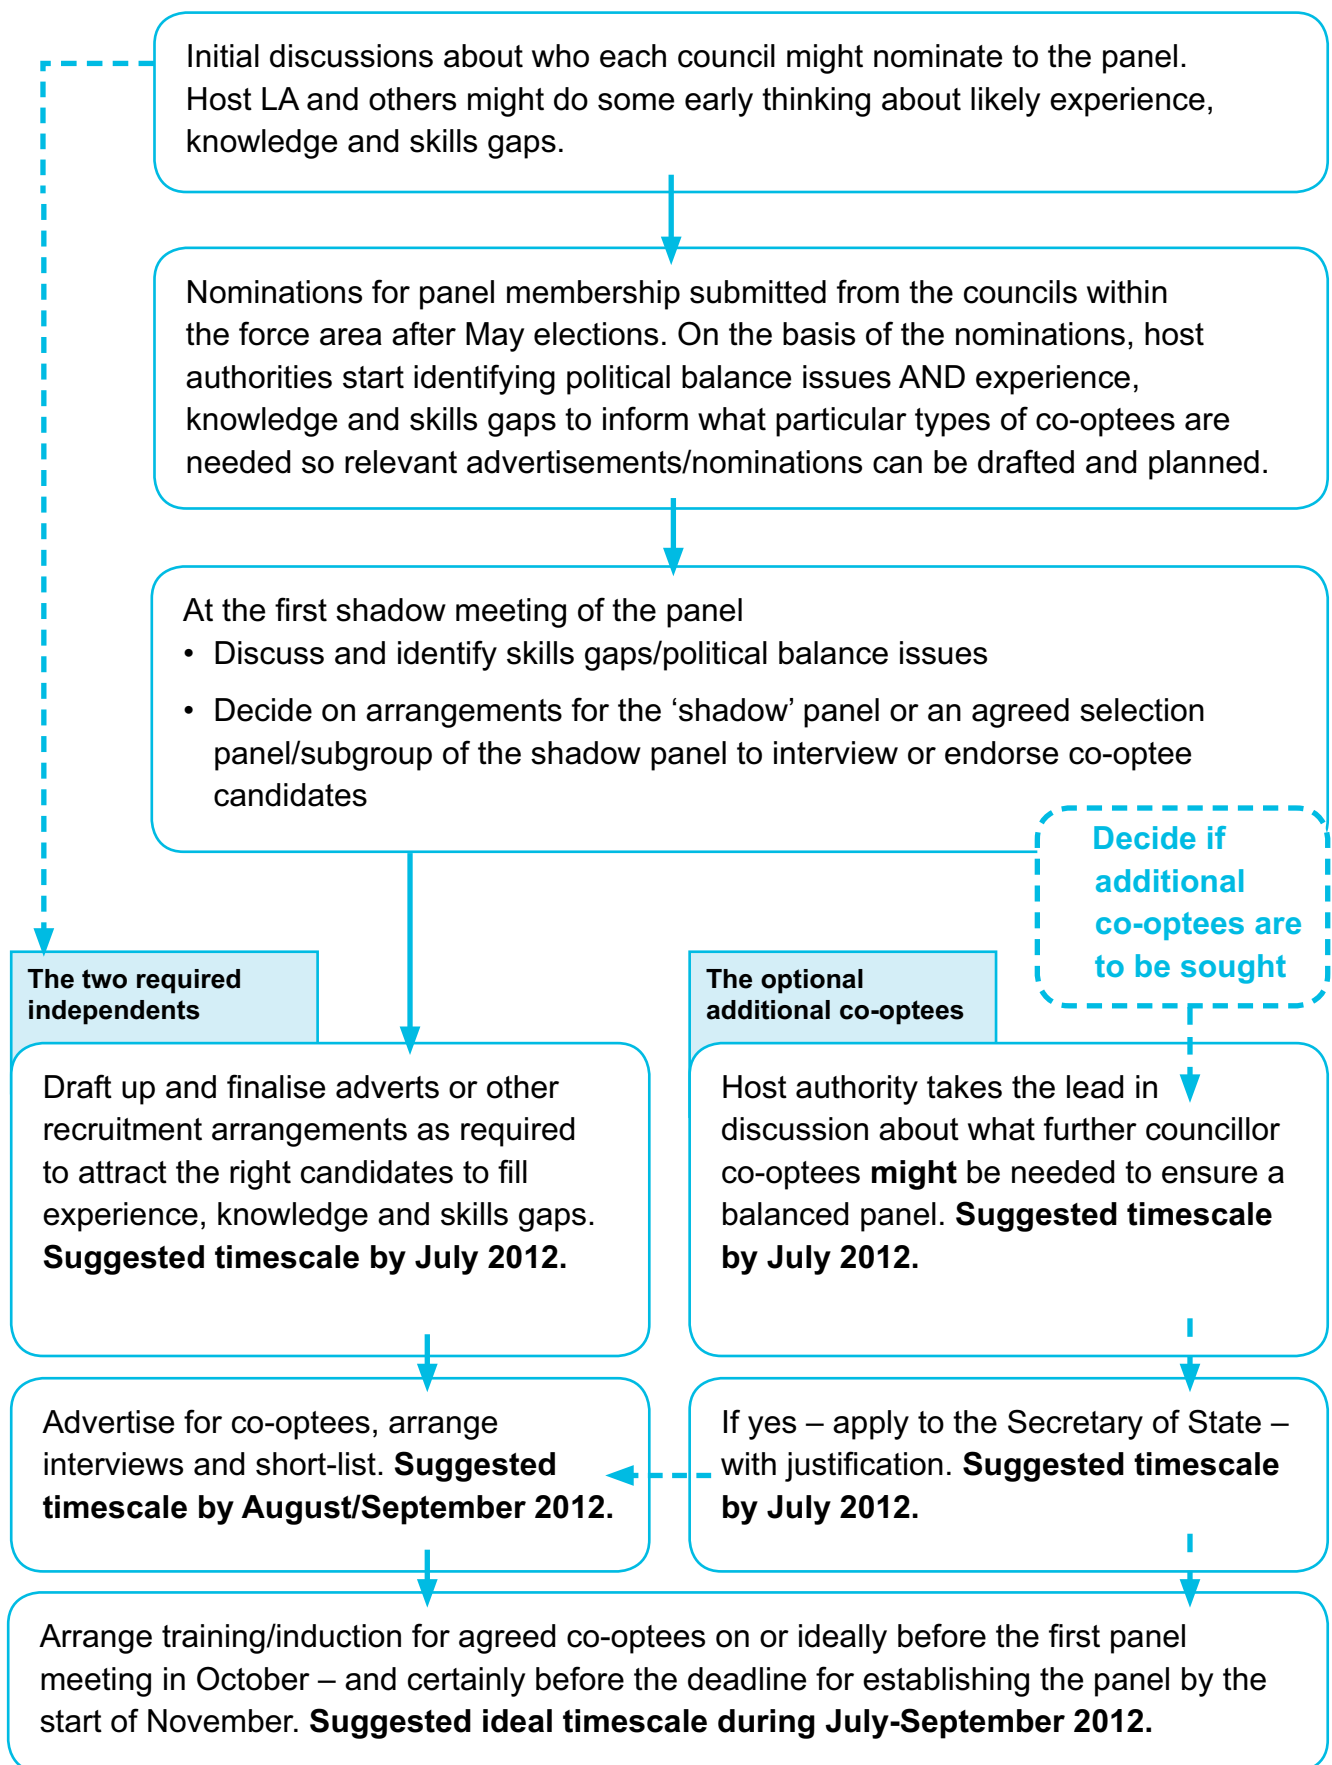 Initial discussions about who each council might nominate to the panel.
Host LA and others might do some early thinking about likely experience,
knowledge and skills gaps.
Nominations for panel membership submitted from the councils within
the force area after May elections. On the basis of the nominations, host
authorities start identifying political balance issues AND experience,
knowledge and skills gaps to inform what particular types of co-optees are
needed so relevant advertisements/nominations can be drafted and planned.
At the first shadow meeting of the panel
• Discuss and identify skills gaps/political balance issues
• Decide on arrangements for the ‘shadow’ panel or an agreed selection
panel/subgroup of the shadow panel to interview or endorse co-optee
candidates
Decide if
additional
co-optees are
to be sought
The two required
independents
Draft up and finalise adverts or other
recruitment arrangements as required
to attract the right candidates to fill
experience, knowledge and skills gaps.
Suggested timescale by July 2012.
The optional
additional co-optees
Host authority takes the lead in
discussion about what further councillor
co-optees might be needed to ensure a
balanced panel. Suggested timescale
by July 2012.
Advertise for co-optees, arrange
interviews and short-list. Suggested
timescale by August/September 2012.
If yes – apply to the Secretary of State –
with justification. Suggested timescale
by July 2012.
Arrange training/induction for agreed co-optees on or ideally before the first panel
meeting in October – and certainly before the deadline for establishing the panel by the
start of November. Suggested ideal timescale during July-September 2012.